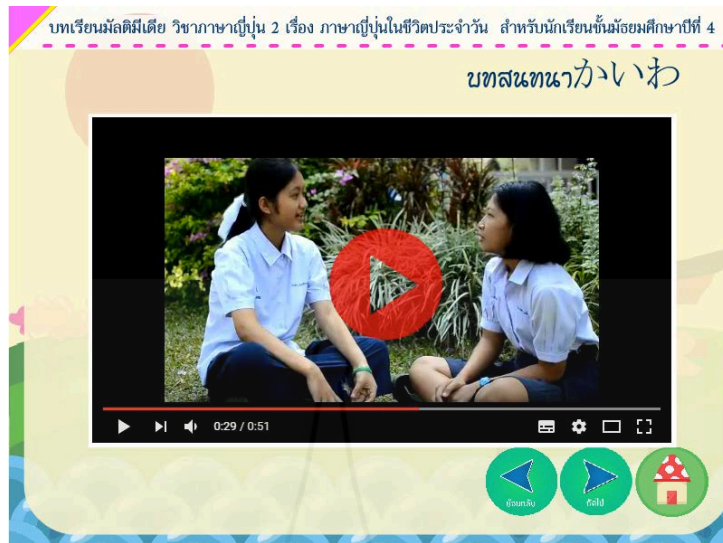 บทเรียนมัลติมีเดีย วิชาภาษาญี่ปุ่น 2 เรื่อง ภาษาญี่ปุ่นในชีวิตประจำวัน สำหรับนักเรียนชั้นมัธยมศึกษาปีที่ 4
บทสนทนาかいわ
0:29 / 0:51
ย้อนกลับ
ถัดไป